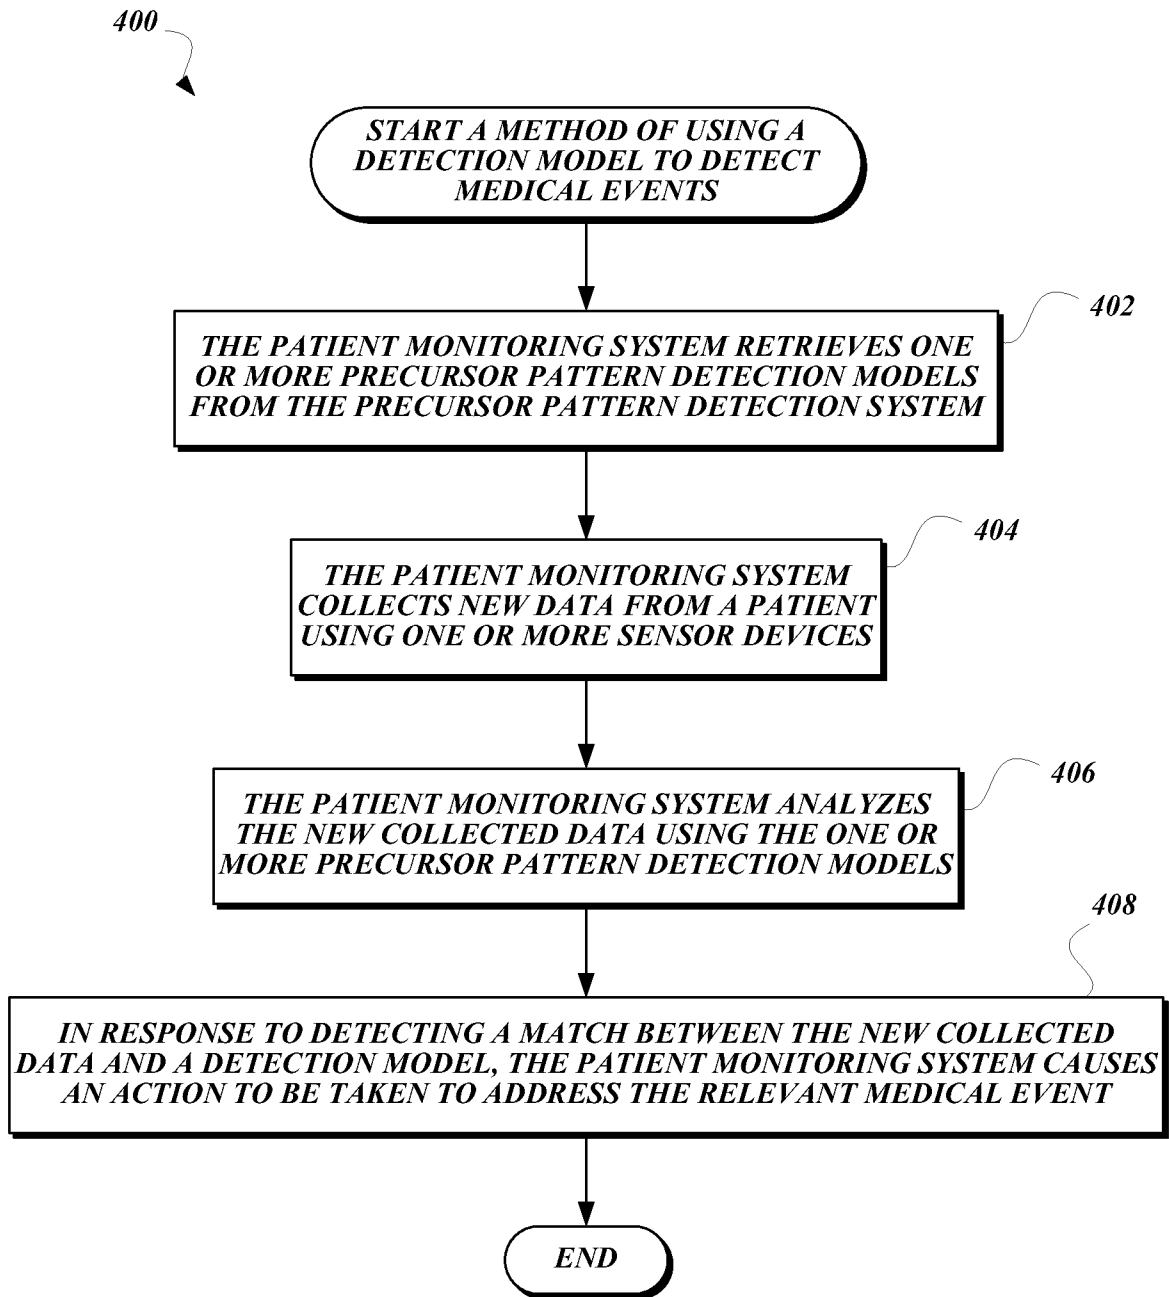 400
START A METHOD OF USING A
DETECTION MODEL TO DETECT
MEDICAL EVENTS
402
THE PATIENT MONITORING SYSTEM RETRIEVES ONE
OR MORE PRECURSOR PATTERN DETECTION MODELS
FROM THE PRECURSOR PATTERN DETECTION SYSTEM
404
THE PATIENT MONITORING SYSTEM
COLLECTS NEW DATA FROM A PATIENT
USING ONE OR MORE SENSOR DEVICES
406
THE PATIENT MONITORING SYSTEM ANALYZES
THE NEW COLLECTED DATA USING THE ONE OR
MORE PRECURSOR PATTERN DETECTION MODELS
408
IN RESPONSE TO DETECTING A MATCH BETWEEN THE NEW COLLECTED
DATA AND A DETECTION MODEL, THE PATIENT MONITORING SYSTEM CAUSES
AN ACTION TO BE TAKEN TO ADDRESS THE RELEVANT MEDICAL EVENT
END